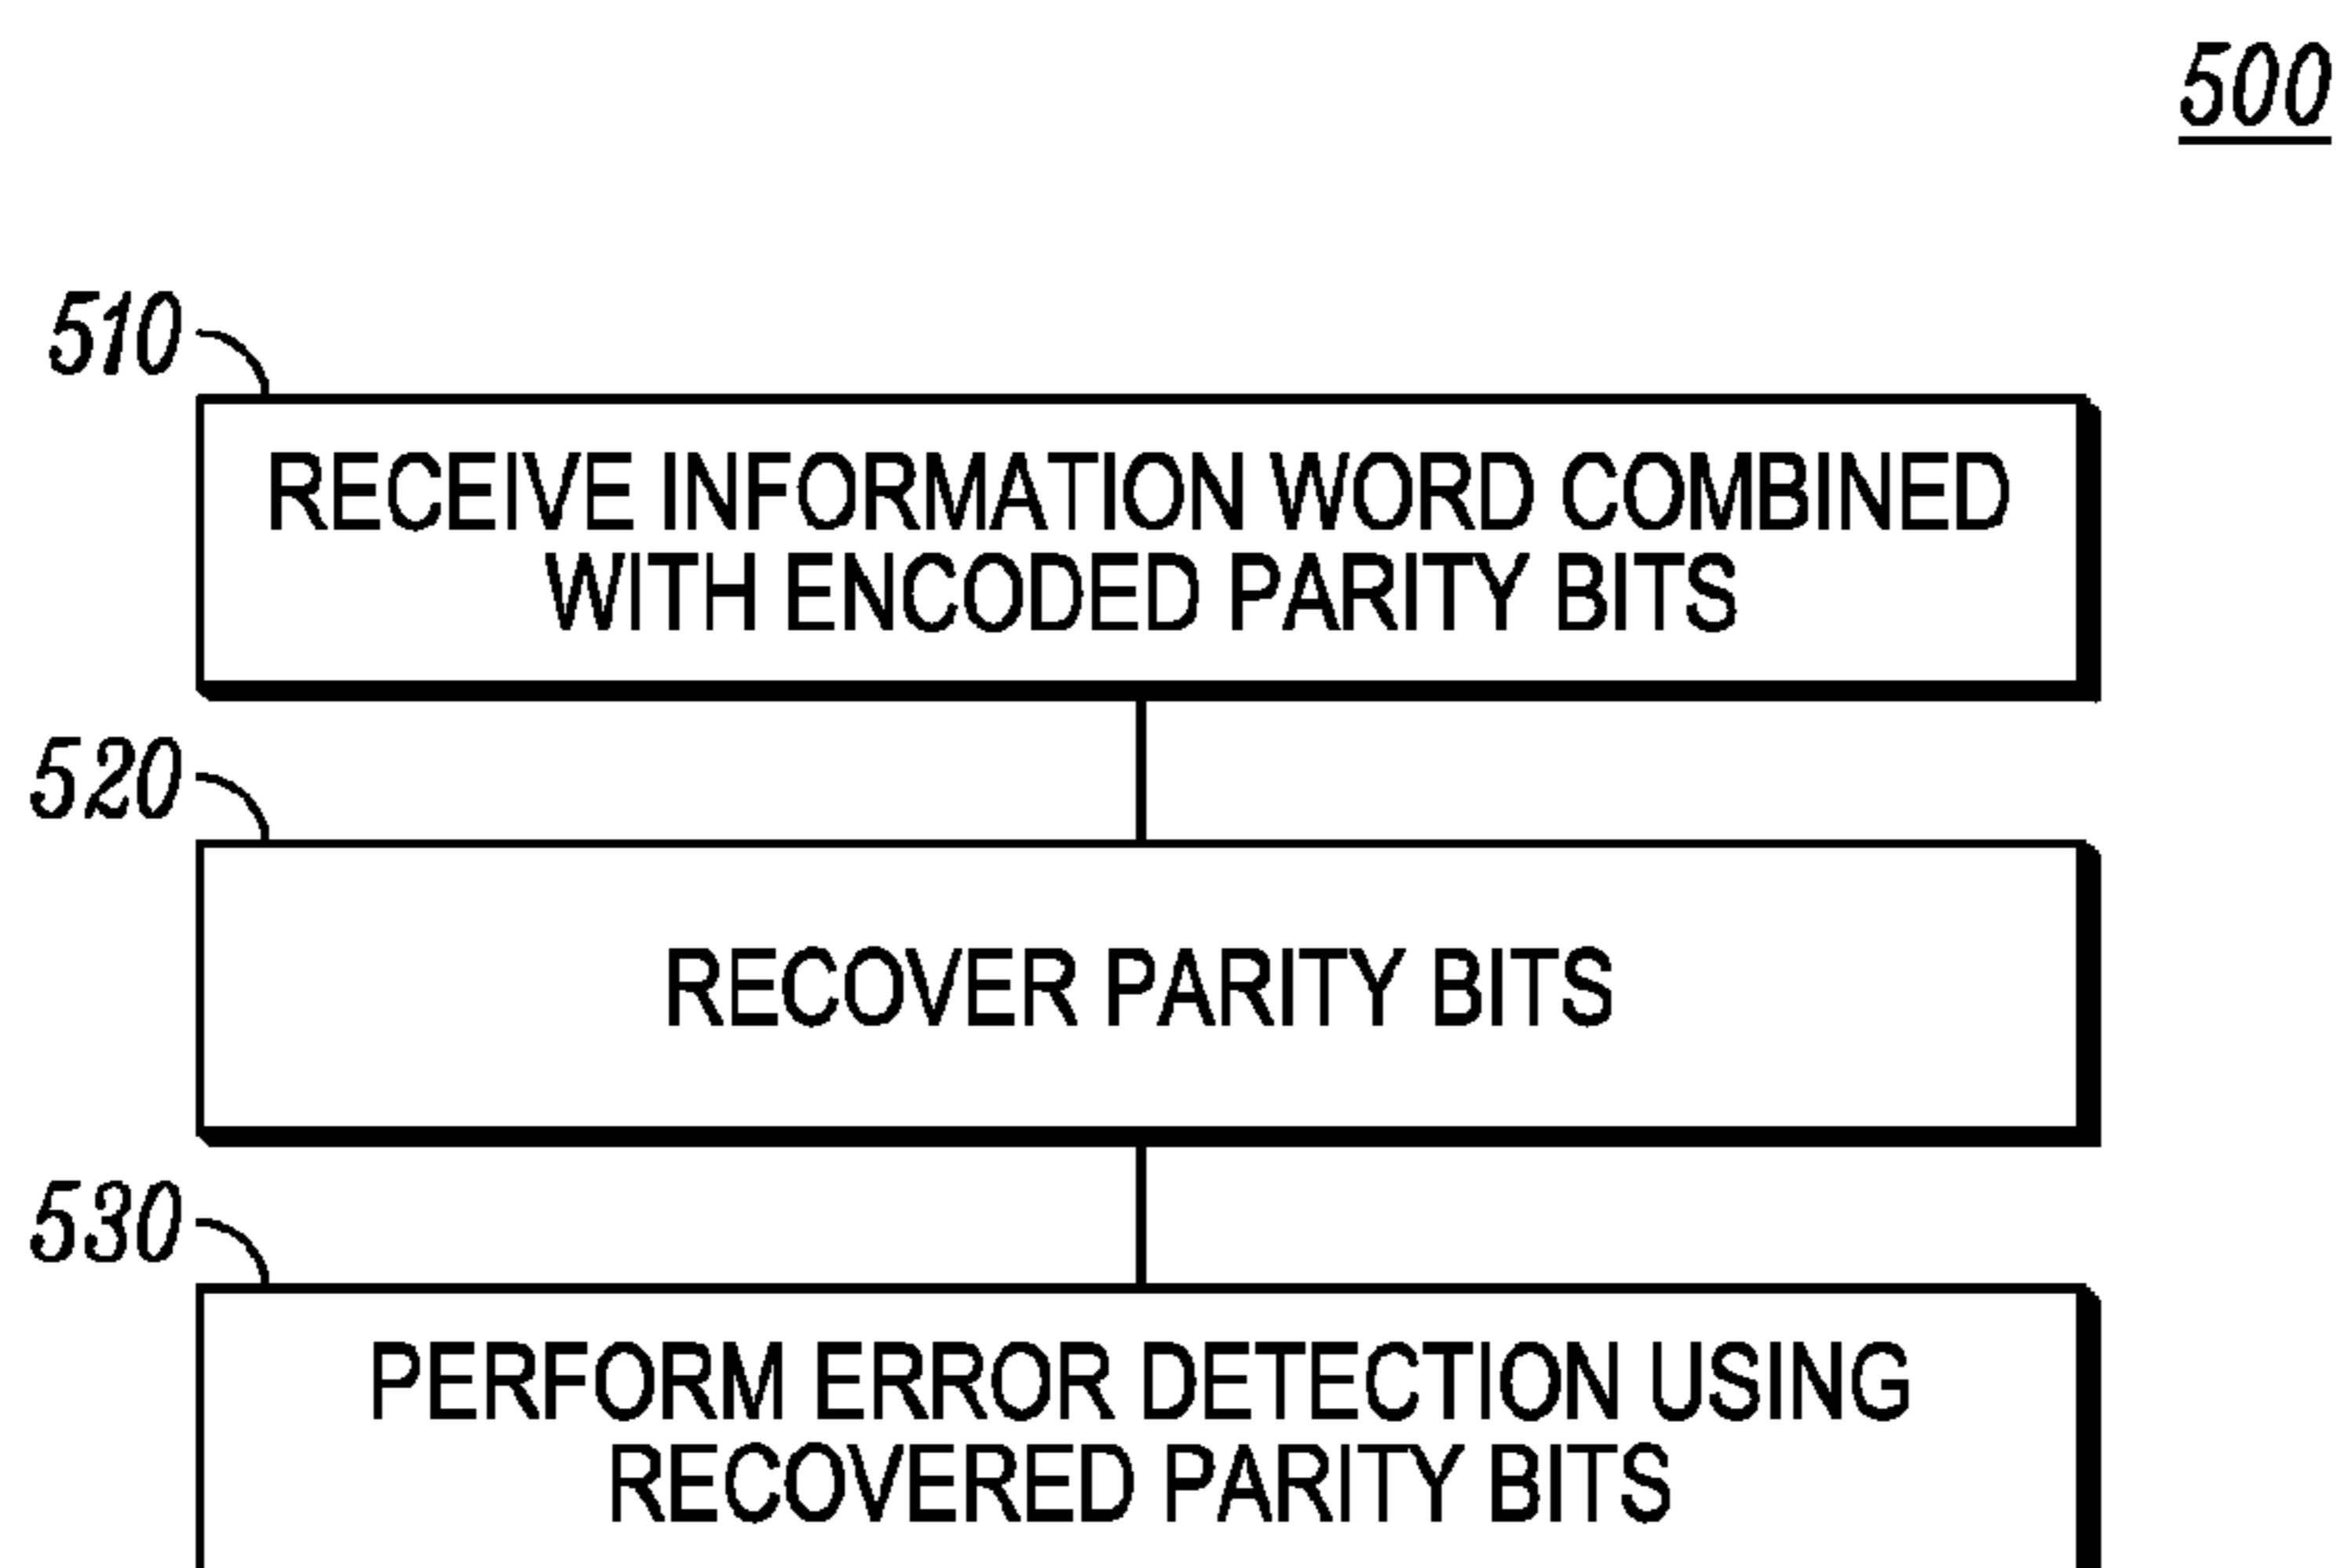 500
510
RECEIVE INFORMATION WORD COMBINED
WITH ENCODED PARITY BITS
520
RECOVER PARITY BITS
530
PERFORM ERROR DETECTION USING
RECOVERED PARITY BITS